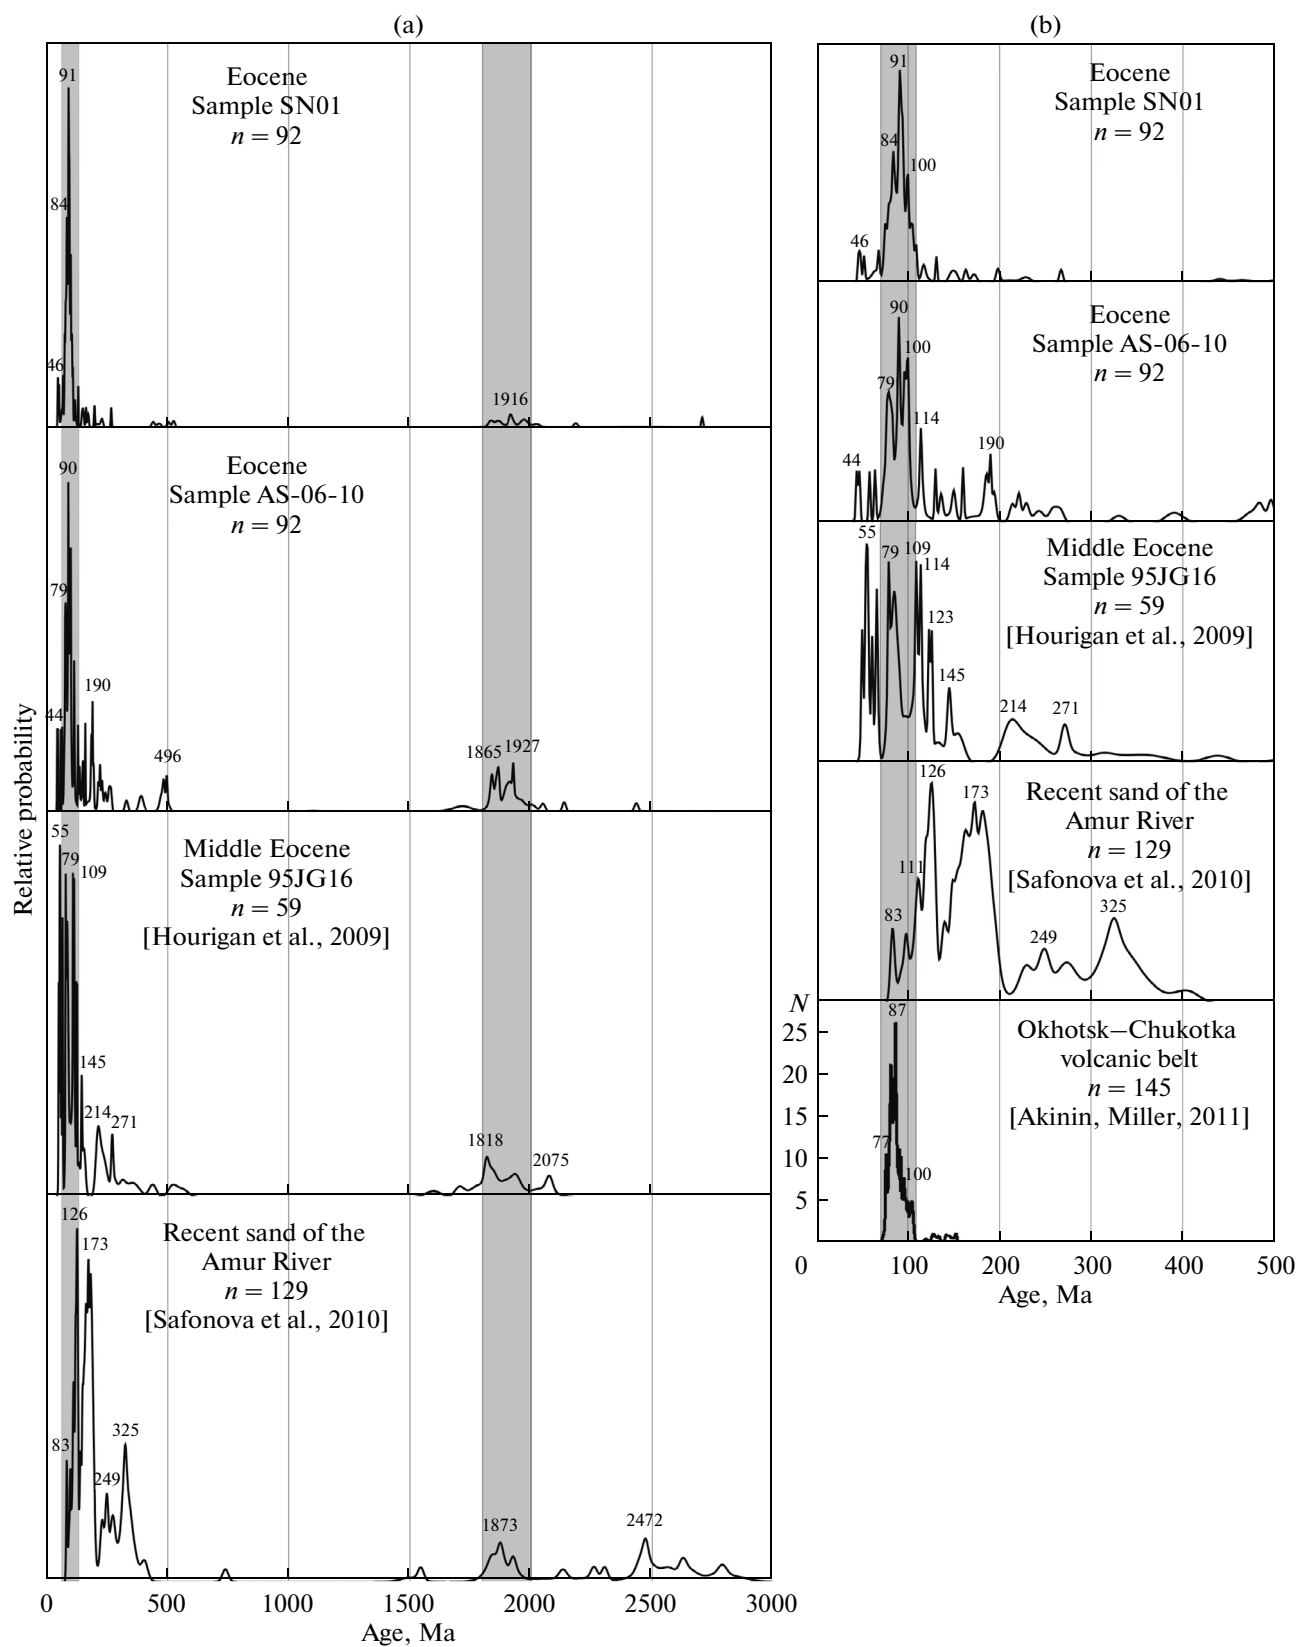 (a)
91
Eocene
Sample SN01
n = 92
84
46
1916
90
Eocene
Sample AS-06-10
n = 92
79
190
44
496
1865
1927
55
79
109
Middle Eocene
Sample 95JG16
n = 59
[Hourigan et al., 2009]
145
214
271
1818
2075
126
173
Recent sand of the
Amur River
n = 129
[Safonova et al., 2010]
83
249
325
1873
2472
0 500 1000 1500 2000 2500 3000
Age, Ma
Relative probability
(b)
91
Eocene
Sample SN01
n = 92
84
100
46
90
Eocene
Sample AS-06-10
n = 92
100
79
114
190
44
55
79
109
114
Middle Eocene
Sample 95JG16
n = 59
[Hourigan et al., 2009]
123
145
214
271
126
173
Recent sand of the
Amur River
n = 129
[Safonova et al., 2010]
111
83
249
325
N
87
Okhotsk–Chukotka
volcanic belt
n = 145
[Akinin, Miller, 2011]
25
20
15
10
5
77
100
0 100 200 300 400 500
Age, Ma